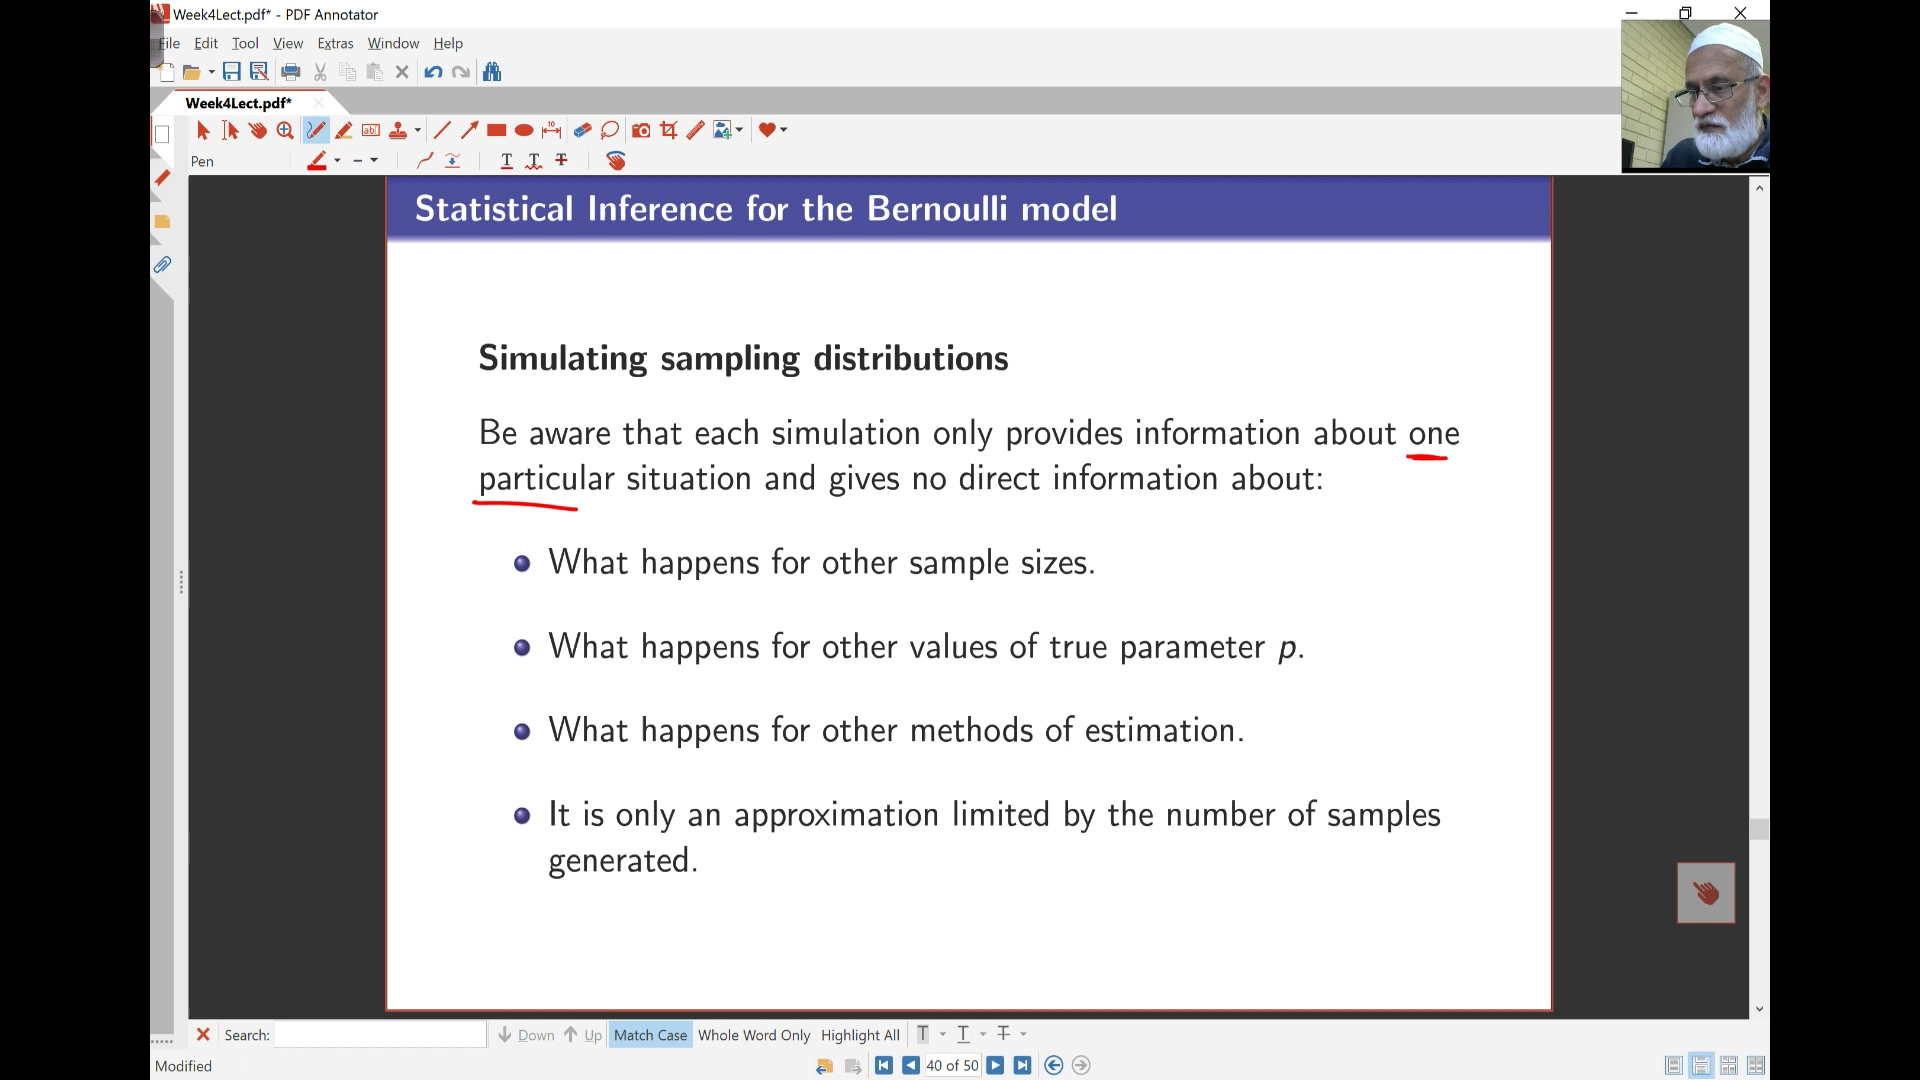 Week4Lect.pdf* - PDF Annotator
File Edit Tool View Extras Window Help
Week4Lect.pdf*
Pen
Statistical Inference for the Bernoulli model
Simulating sampling distributions
Be aware that each simulation only provides information about one
particular situation and gives no direct information about:
What happens for other sample sizes.
What happens for other values of true parameter p.
What happens for other methods of estimation.
It is only an approximation limited by the number of samples
generated.
Search: Down Up Match Case Whole Word Only Highlight All
Modified
40 of 50